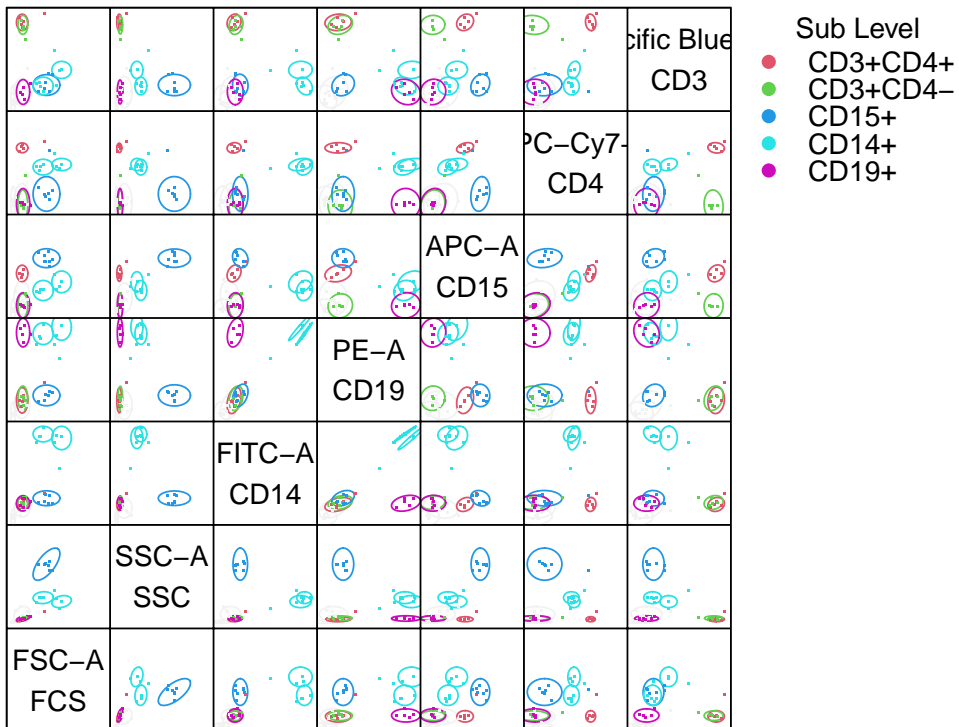 cific Blue
CD3
PC−Cy7−
CD4
APC−A
CD15
PE−A
CD19
FITC−A
CD14
SSC−A
SSC
FSC−A
FCS
Sub Level
CD3+CD4+
CD3+CD4−
CD15+
CD14+
CD19+